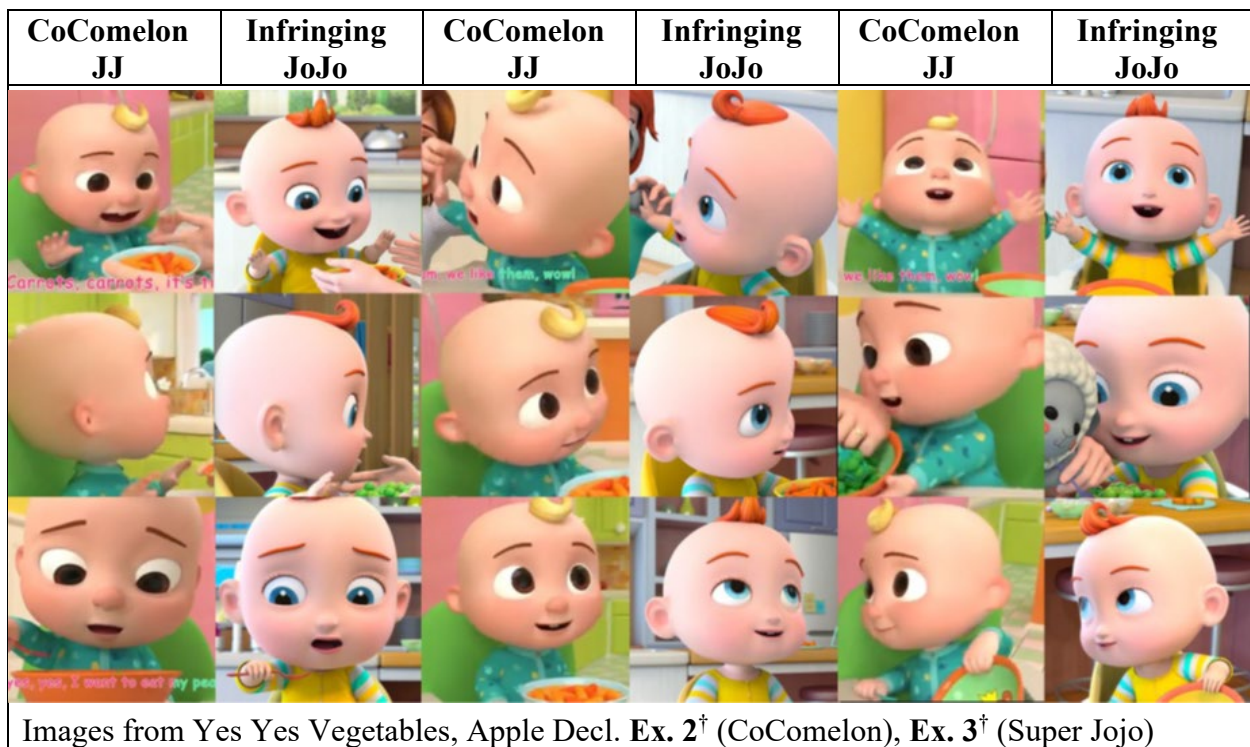 CoComelon JJ
Infringing JoJo
CoComelon JJ
Infringing JoJo
CoComelon JJ
Infringing JoJo
Carrots, carrots, it's
we like them, wow!
we like them, wow!
yes, yes, I want to eat my pea
Images from Yes Yes Vegetables, Apple Decl. Ex. 2† (CoComelon), Ex. 3† (Super Jojo)